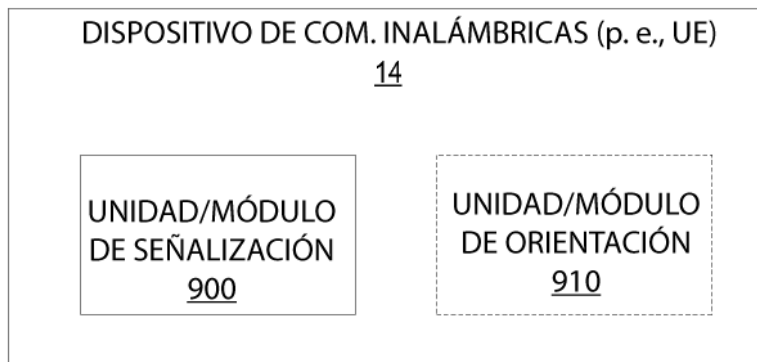 DISPOSITIVO DE COM. INALÁMBRICAS (p. e., UE)
14
UNIDAD/MÓDULO
DE SEÑALIZACIÓN
900
UNIDAD/MÓDULO
DE ORIENTACIÓN
910